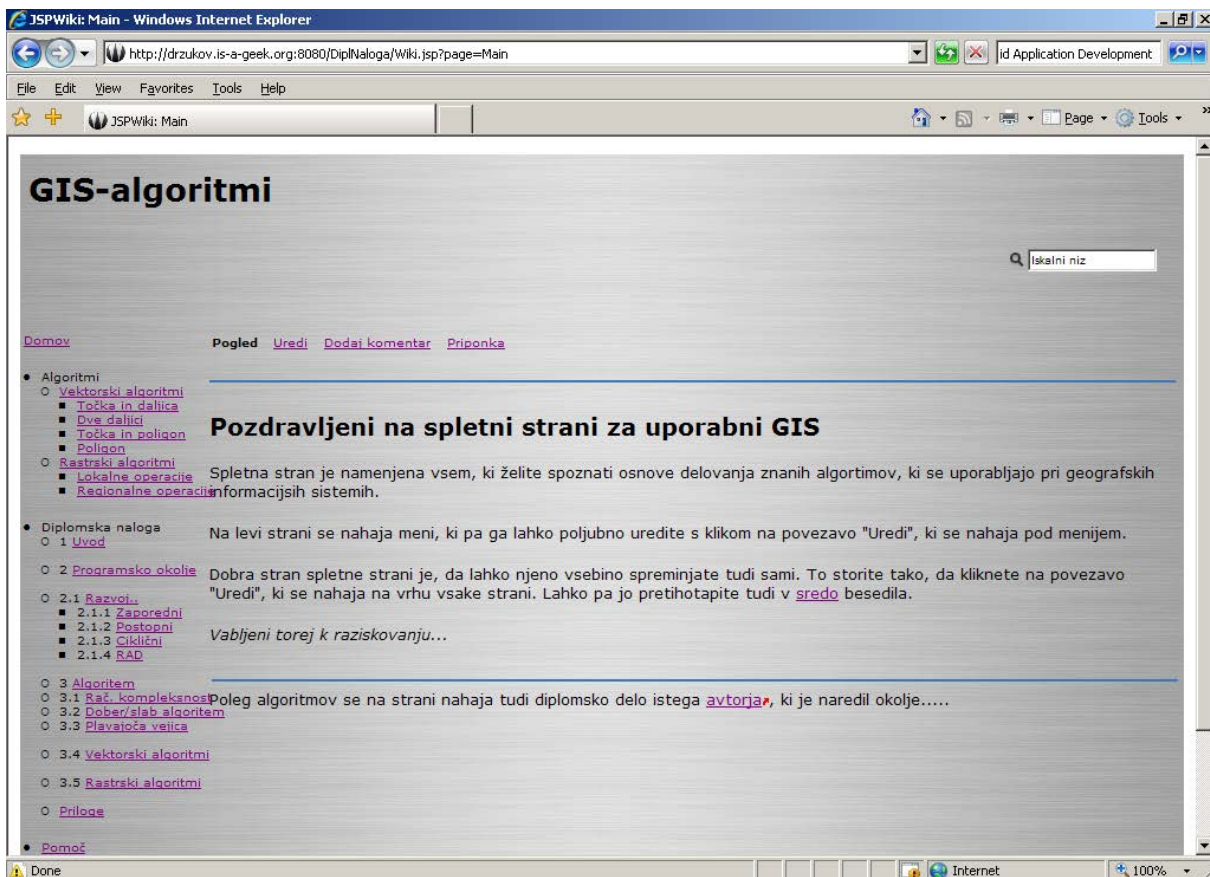 JSPWiki: Main - Windows Internet Explorer
http://drzukov.is-a-geek.org:8080/DiplNaloga/Wiki.jsp?page=Main
id Application Development
File Edit View Favorites Tools Help
JSPWiki: Main
Page Tools
GIS-algoritmi
Iskalni niz
Domov
Pogled Uredi Dodaj komentar Priponka
Algoritmi
Vektorski algoritmi
Točka in daljica
Dve daljici
Točka in poligon
Poligon
Rastrski algoritmi
Lokalne operacije
Regionalne operacije
Diplomska naloga
1 Uvod
2 Programsko okolje
2.1 Razvoj..
2.1.1 Zaporedni
2.1.2 Postopni
2.1.3 Ciklični
2.1.4 RAD
3 Algoritem
3.1 Rač. kompleksnost
3.2 Dober/slab algoritem
3.3 Plavajoča vejica
3.4 Vektorski algoritmi
3.5 Rastrski algoritmi
Priloge
Pomoč
Pozdravljeni na spletni strani za uporabni GIS
Spletna stran je namenjena vsem, ki želite spoznati osnove delovanja znanih algortimov, ki se uporabljajo pri geografskih
informacijsih sistemih.
Na levi strani se nahaja meni, ki pa ga lahko poljubno uredite s klikom na povezavo "Uredi", ki se nahaja pod menijem.
Dobra stran spletne strani je, da lahko njeno vsebino spreminjate tudi sami. To storite tako, da kliknete na povezavo
"Uredi", ki se nahaja na vrhu vsake strani. Lahko pa jo pretihotapite tudi v sredo besedila.
Vabljeni torej k raziskovanju...
Poleg algoritmov se na strani nahaja tudi diplomsko delo istega avtorja, ki je naredil okolje.....
Done
Internet
100%